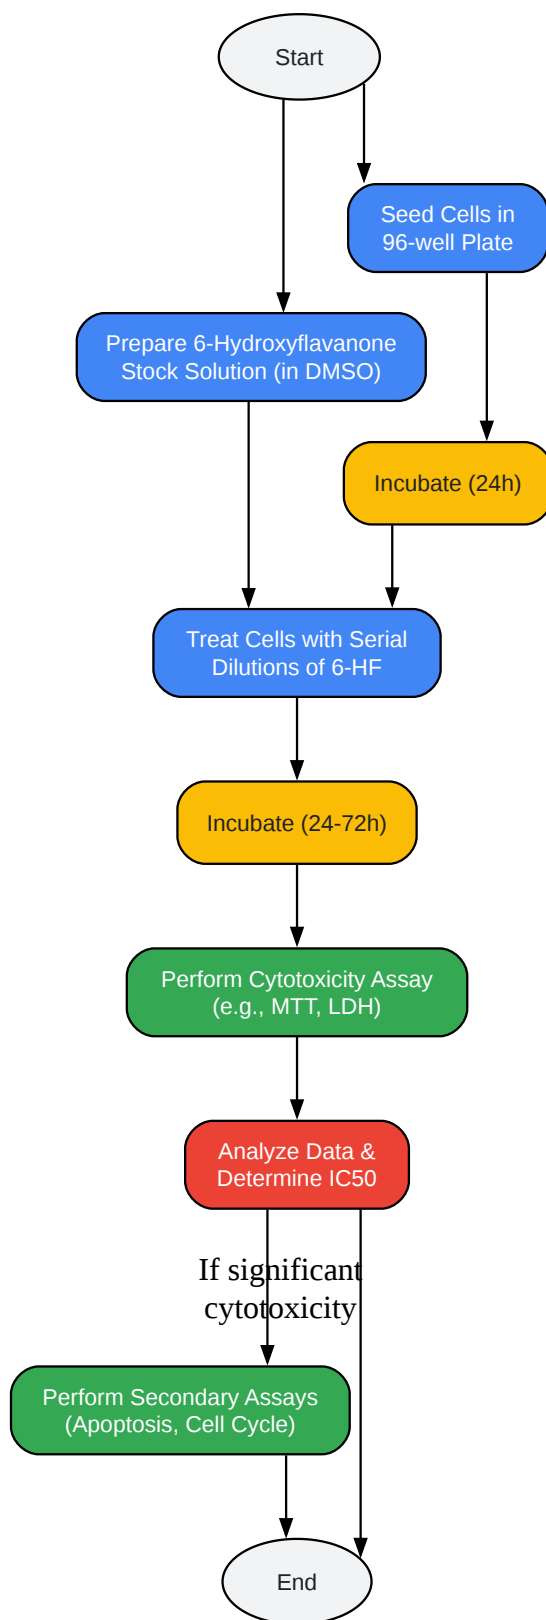 Start
Seed Cells in
96-well Plate
Prepare 6-Hydroxyflavanone
Stock Solution (in DMSO)
Incubate (24h)
Treat Cells with Serial
Dilutions of 6-HF
Incubate (24-72h)
Perform Cytotoxicity Assay
(e.g., MTT, LDH)
Analyze Data &
Determine IC50
If significant
cytotoxicity
Perform Secondary Assays
(Apoptosis, Cell Cycle)
End